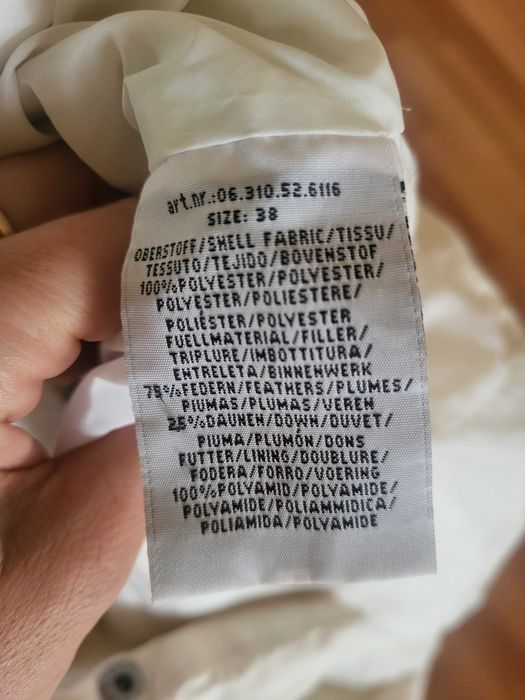 art.nr.:06.310.52.6116
SIZE: 38
OBERSTOFF/SHELL FABRIC/TISSU/
TESSUTO/TEJIDO/BOVENSTOF
100%POLYESTER/POLYESTER/
POLYESTER/POLIESTERE/
POLIÉSTER/POLYESTER
FUELLMATERIAL/FILLER/
TRIPLURE/IMBOTTITURA/
ENTRELETA/BINNENWERK
75%FEDERN/FEATHERS/PLUMES/
PIUMAS/PLUMAS/VEREN
25%DAUNEN/DOWN/DUVET/
PIUMA/PLUMÓN/DONS
FUTTER/LINING/DOUBLURE/
FODERA/FORRO/VOERING
100%POLYAMID/POLYAMIDE/
POLYAMIDE/POLIAMMIDICA/
POLIAMIDA/POLYAMIDE